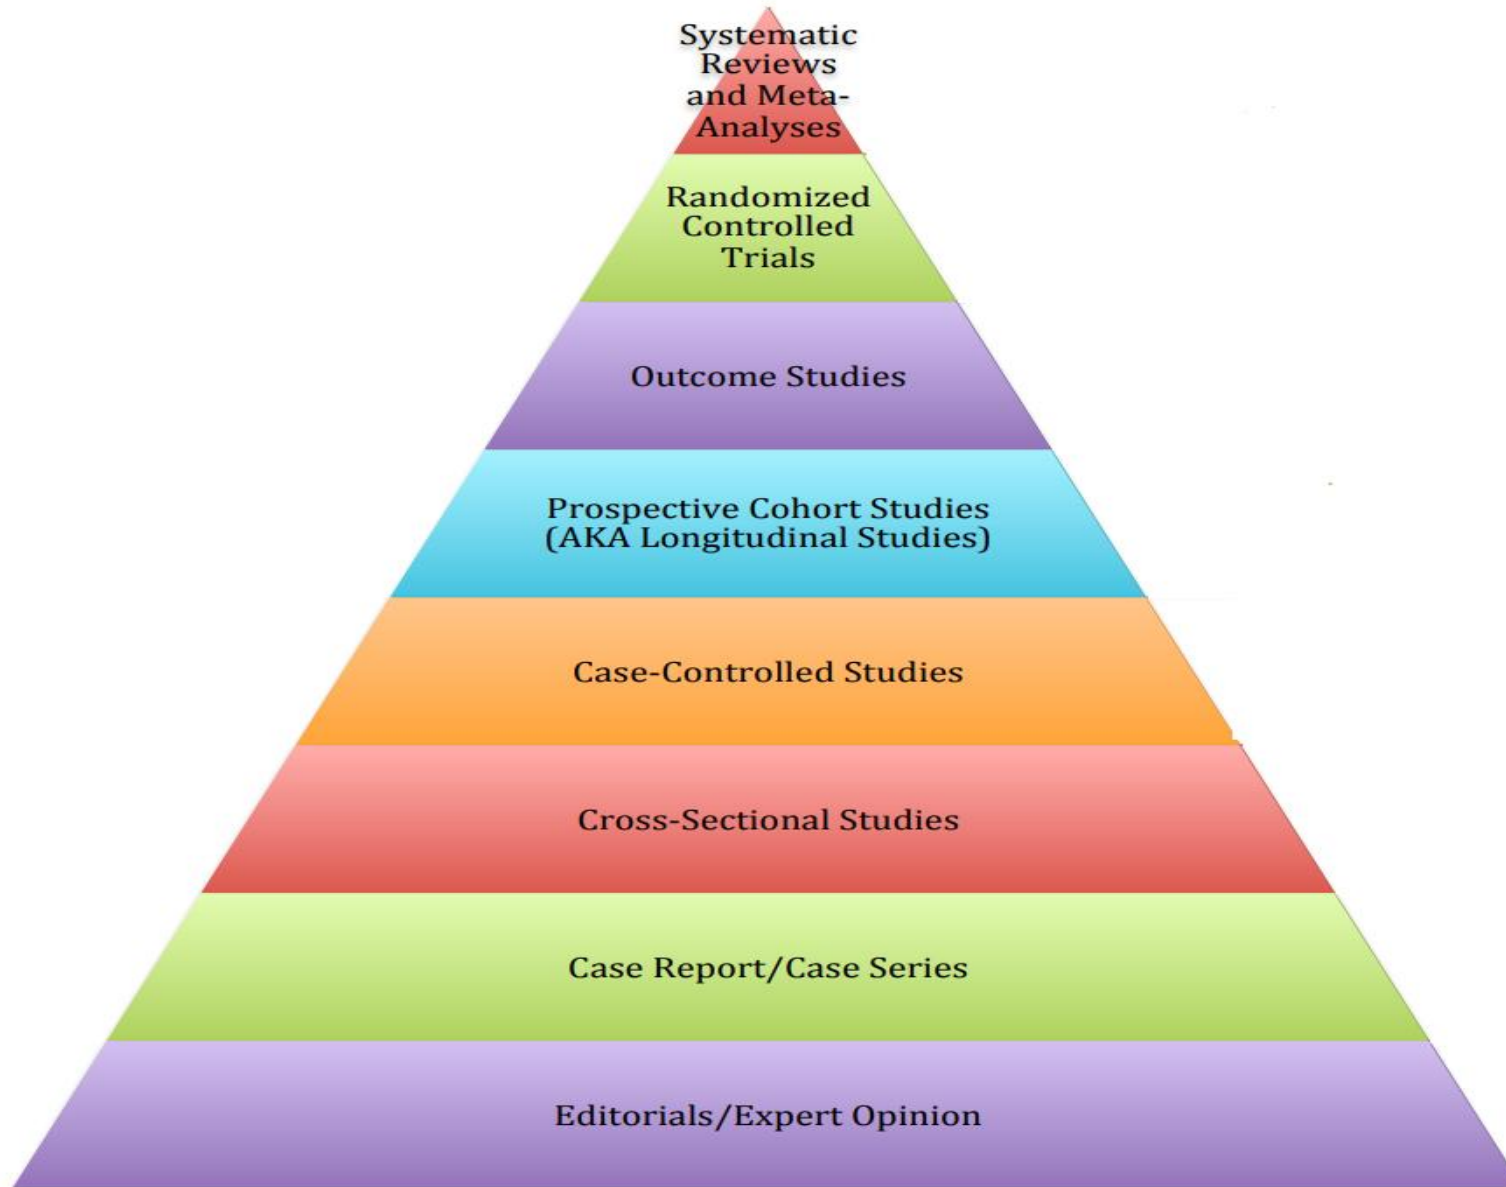 Systematic
Reviews
and Meta-
Analyses
Randomized
Controlled
Trials
Outcome Studies
Prospective Cohort Studies
(AKA Longitudinal Studies)
Case-Controlled Studies
Cross-Sectional Studies
Case Report/Case Series
Editorials/Expert Opinion